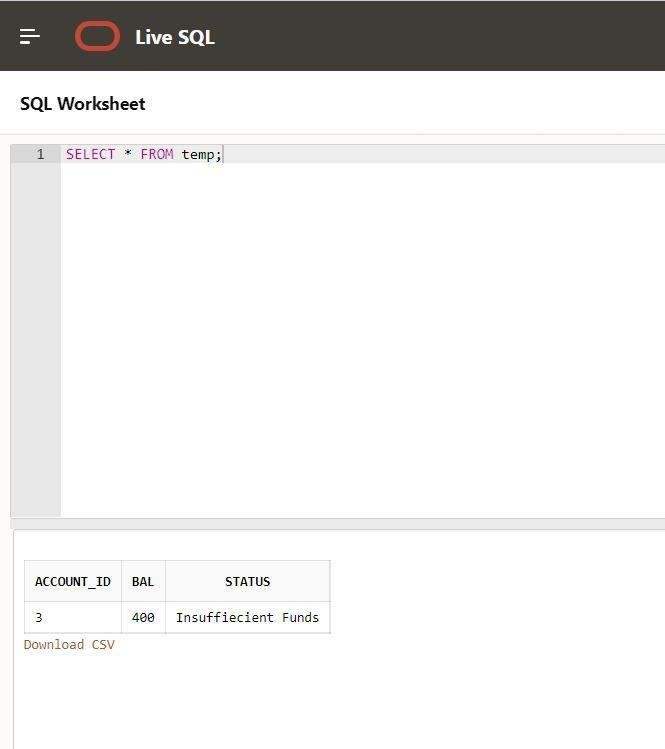 Live SQL
SQL Worksheet
1 SELECT * FROM temp;
ACCOUNT_ID BAL STATUS
3 400 Insuffiecient Funds
Download CSV